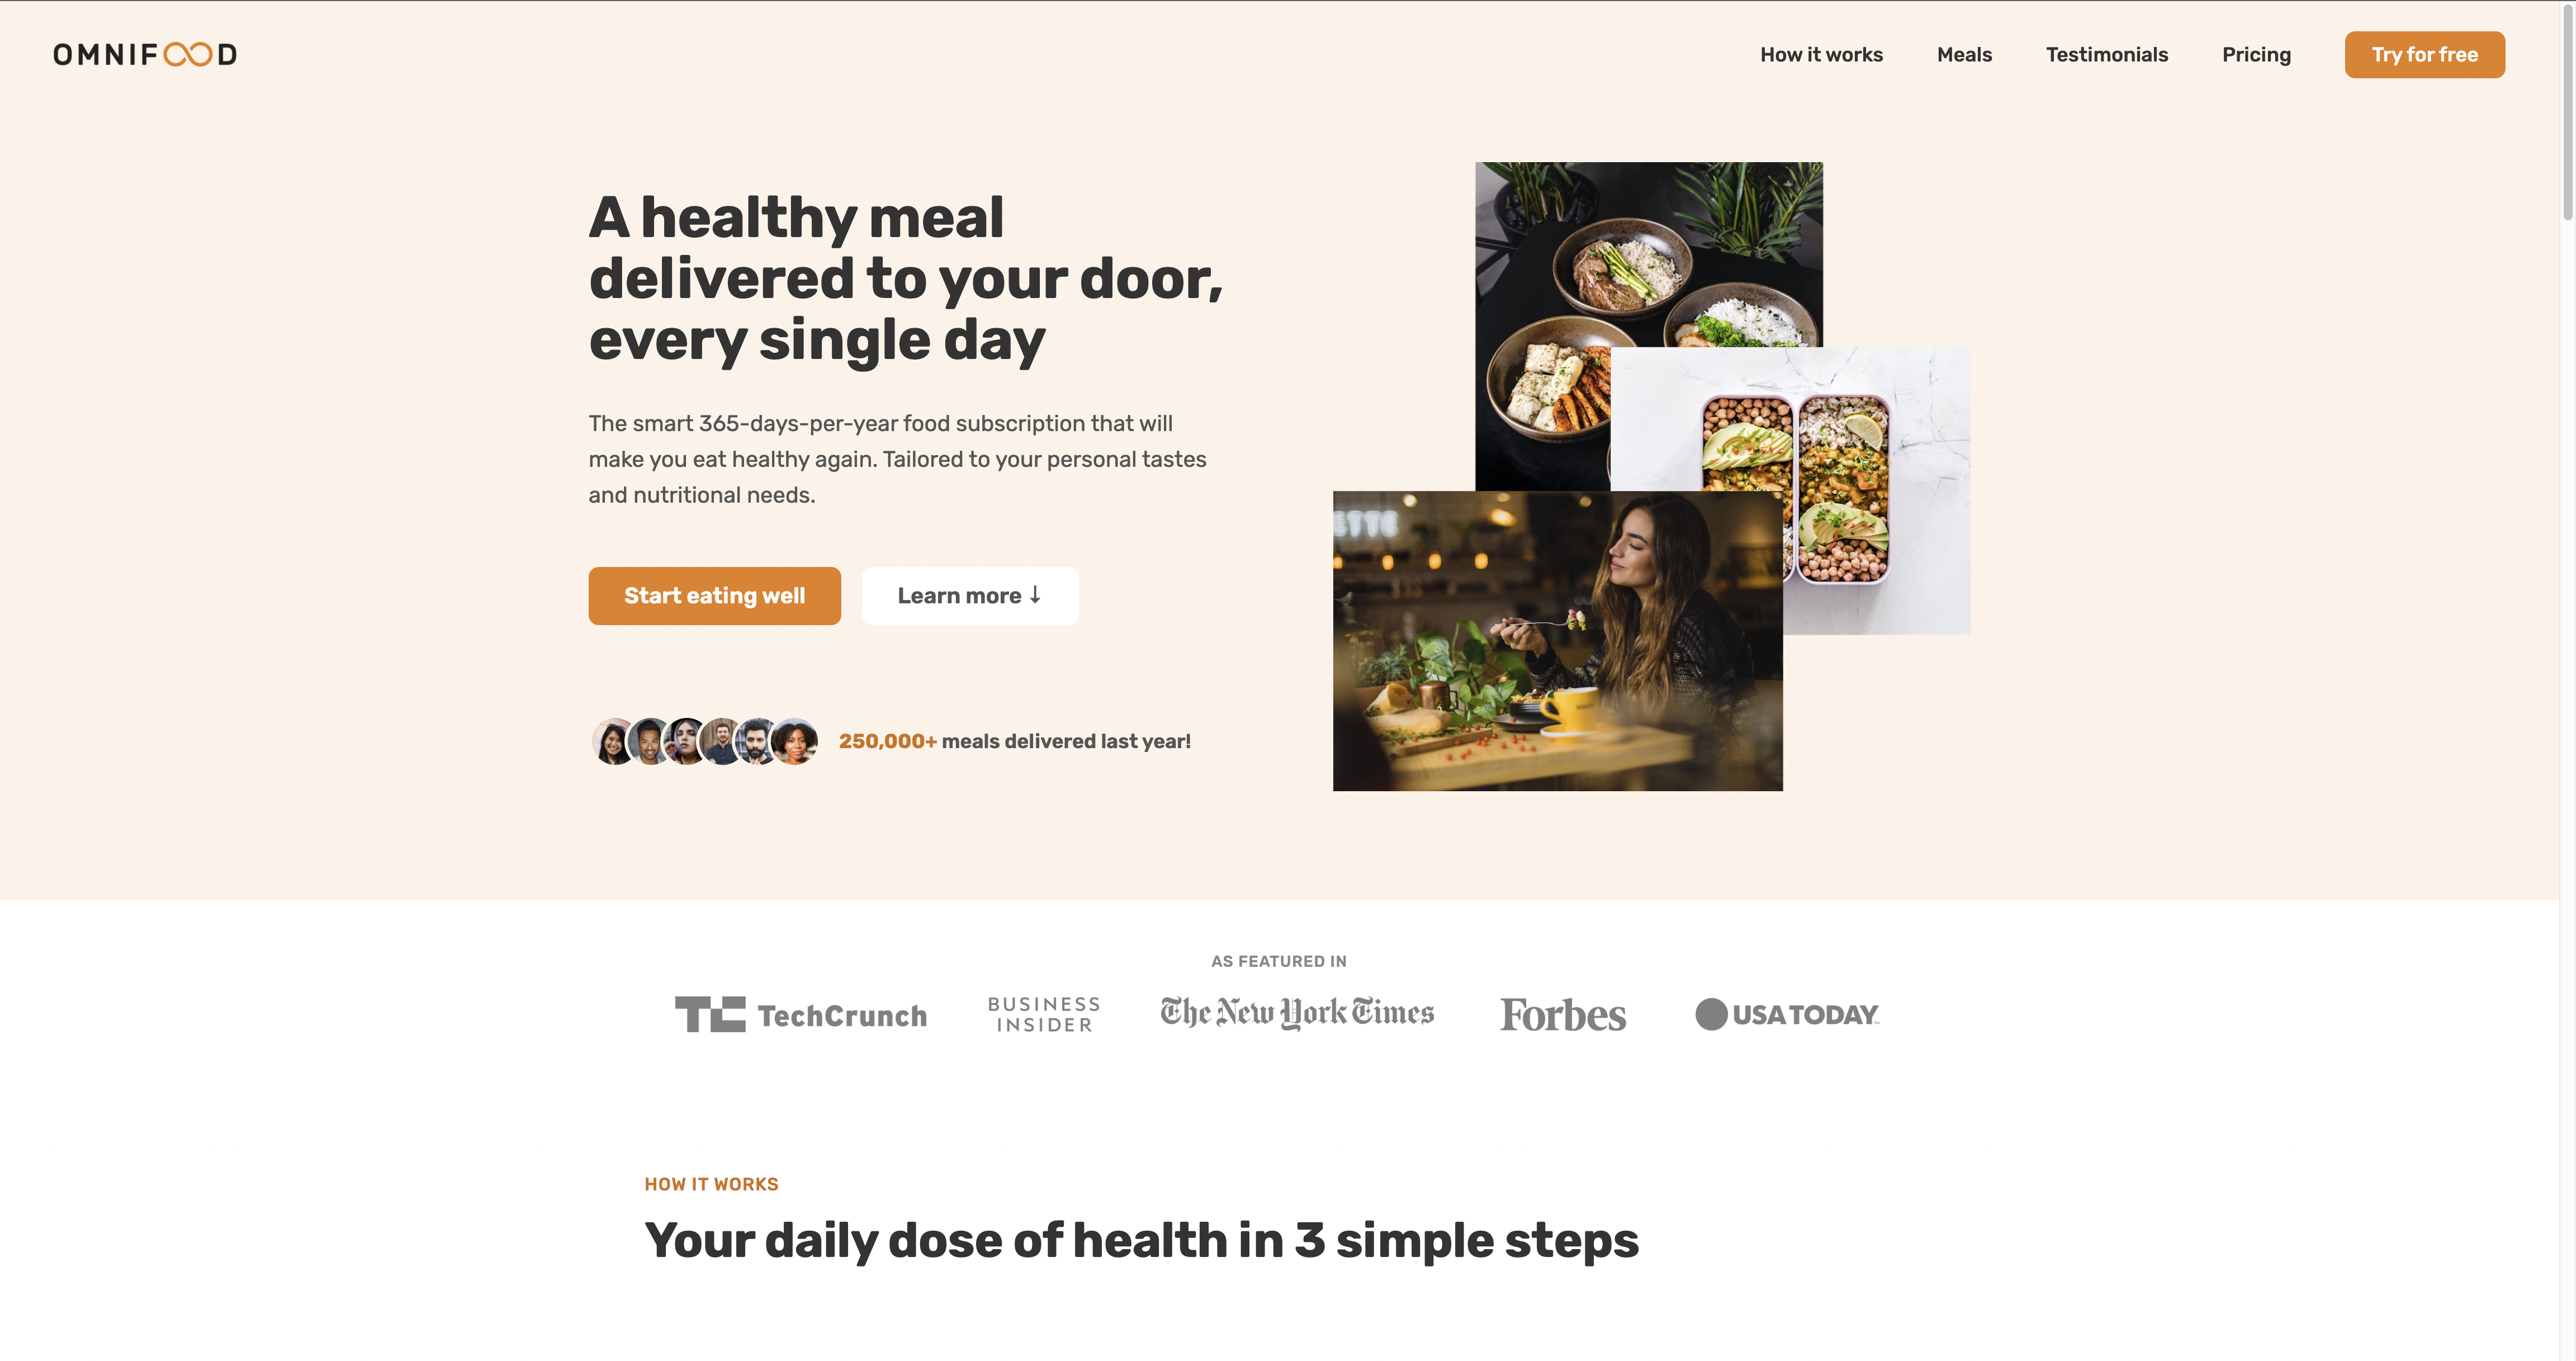 OMNIFOOD
How it works
Meals
Testimonials
Pricing
Try for free
A healthy meal
delivered to your door,
every single day
The smart 365-days-per-year food subscription that will
make you eat healthy again. Tailored to your personal tastes
and nutritional needs.
Start eating well
Learn more ↓
250,000+ meals delivered last year!
ETTE
AS FEATURED IN
TC TechCrunch
BUSINESS
INSIDER
The New York Times
Forbes
USA TODAY
HOW IT WORKS
Your daily dose of health in 3 simple steps